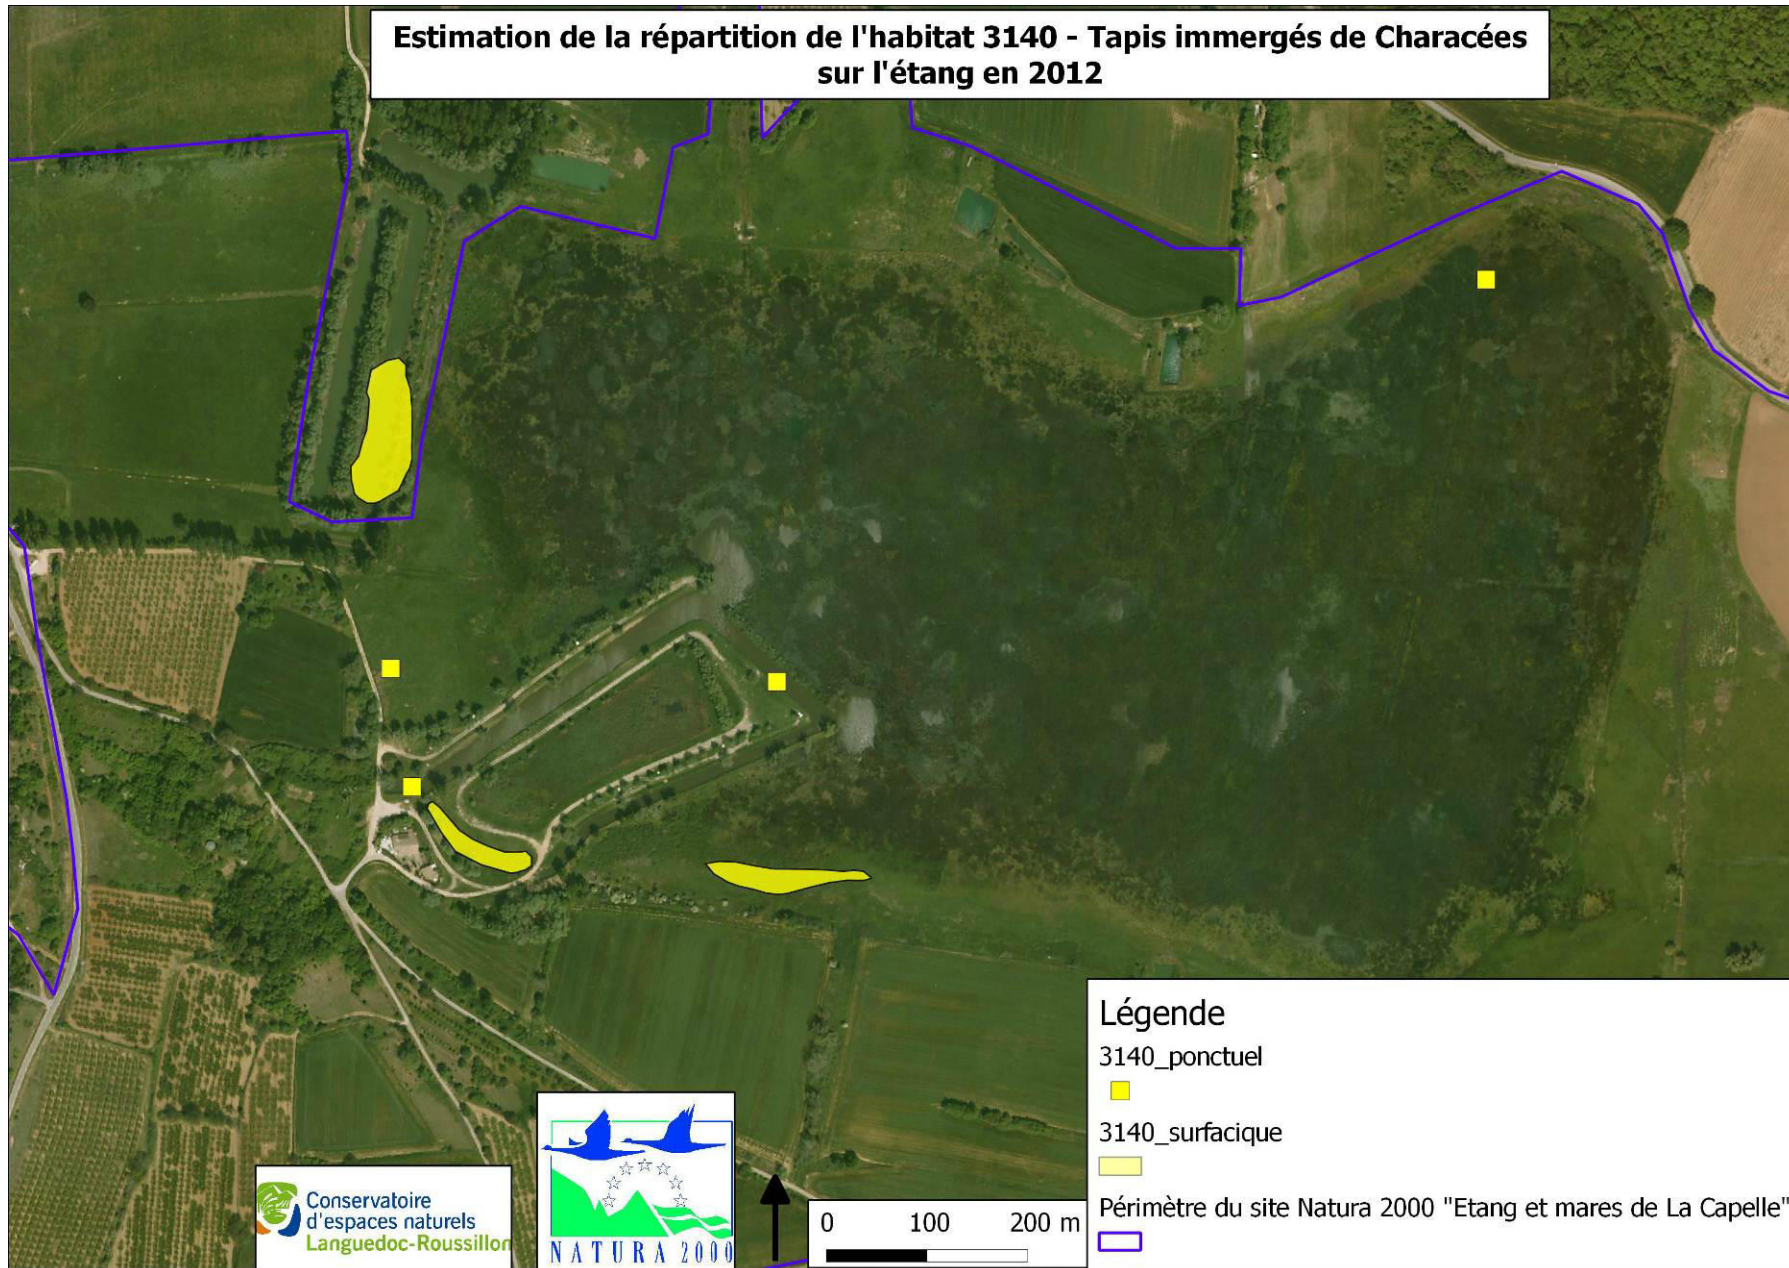 Estimation de la répartition de l'habitat 3140 - Tapis immergés de Characées
sur l'étang en 2012
Légende
3140_ponctuel
3140_surfacique
Périmètre du site Natura 2000 "Etang et mares de La Capelle"
Conservatoire
d'espaces naturels
Languedoc-Roussillon
NATURA 2000
0 100 200 m